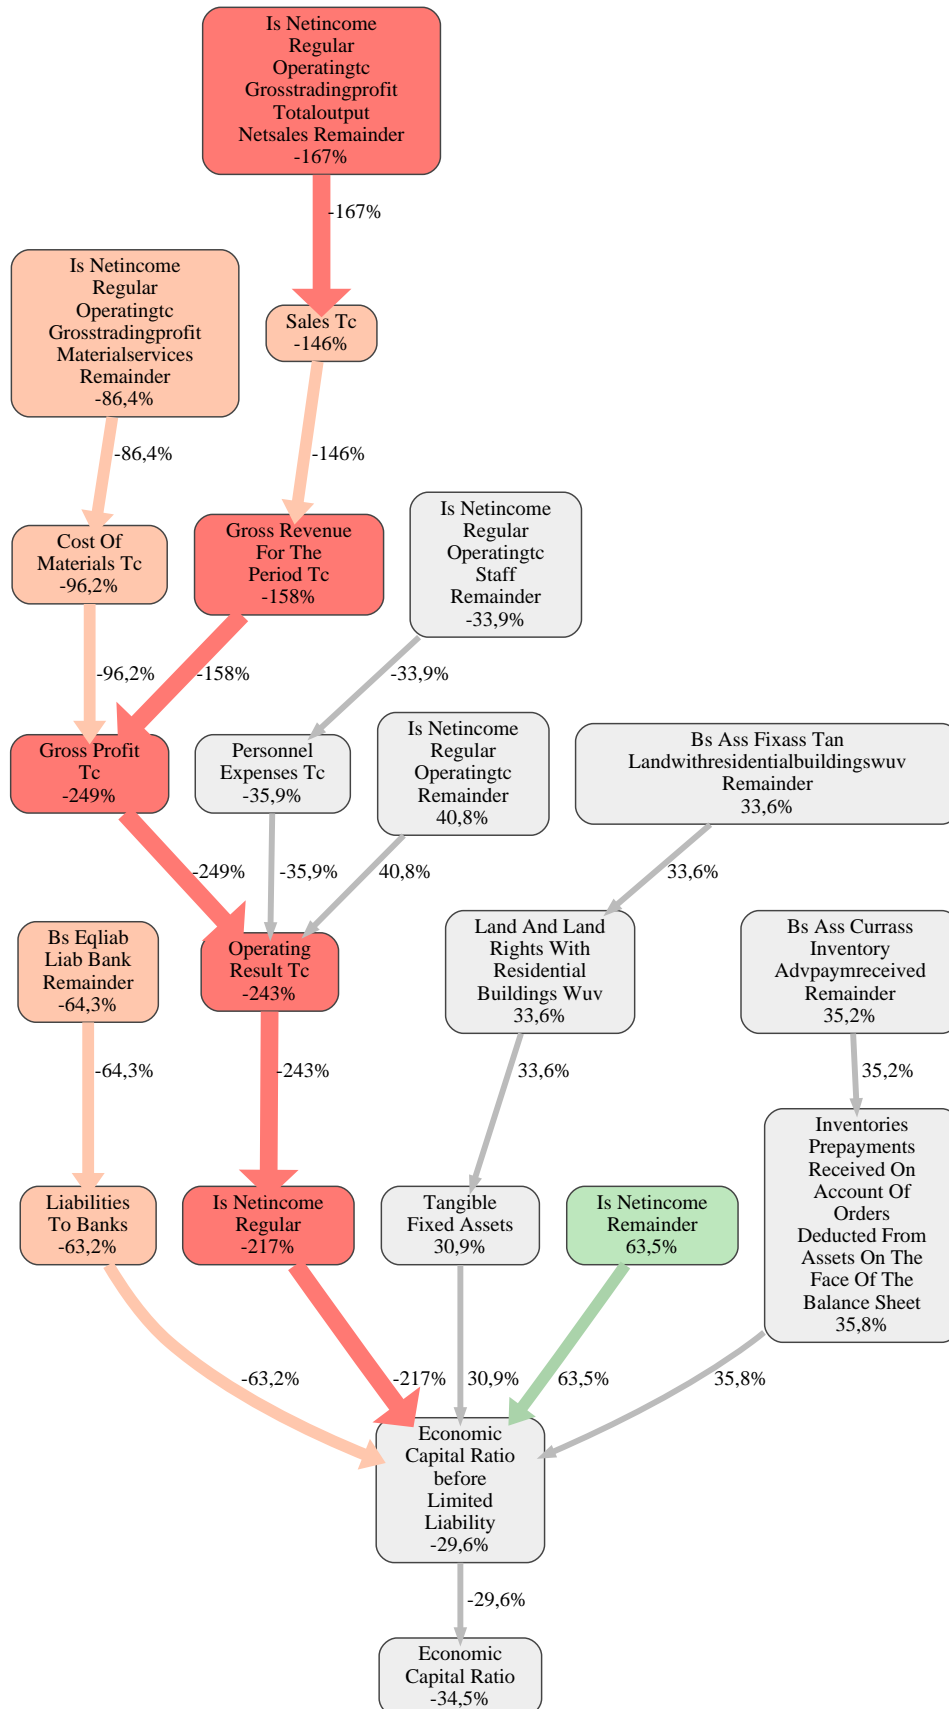 Is Netincome
Regular
Operatingtc
Grosstradingprofit
Totaloutput
Netsales Remainder
-167%
-167%
Is Netincome
Regular
Operatingtc
Grosstradingprofit
Materialservices
Remainder
-86,4%
Sales Tc
-146%
-86,4%
-146%
Is Netincome
Regular
Operatingtc
Staff
Remainder
-33,9%
Cost Of
Materials Tc
-96,2%
Gross Revenue
For The
Period Tc
-158%
-96,2%
-158%
-33,9%
Gross Profit
Tc
-249%
Personnel
Expenses Tc
-35,9%
Is Netincome
Regular
Operatingtc
Remainder
40,8%
Bs Ass Fixass Tan
Landwithresidentialbuildingswuv
Remainder
33,6%
-249%
-35,9%
40,8%
33,6%
Bs Eqliab
Liab Bank
Remainder
-64,3%
Operating
Result Tc
-243%
Land And Land
Rights With
Residential
Buildings Wuv
33,6%
Bs Ass Currass
Inventory
Advpaymreceived
Remainder
35,2%
-64,3%
-243%
33,6%
35,2%
Liabilities
To Banks
-63,2%
Is Netincome
Regular
-217%
Tangible
Fixed Assets
30,9%
Is Netincome
Remainder
63,5%
Inventories
Prepayments
Received On
Account Of
Orders
Deducted From
Assets On The
Face Of The
Balance Sheet
35,8%
-63,2%
-217%
30,9%
63,5%
35,8%
Economic
Capital Ratio
before
Limited
Liability
-29,6%
-29,6%
Economic
Capital Ratio
-34,5%